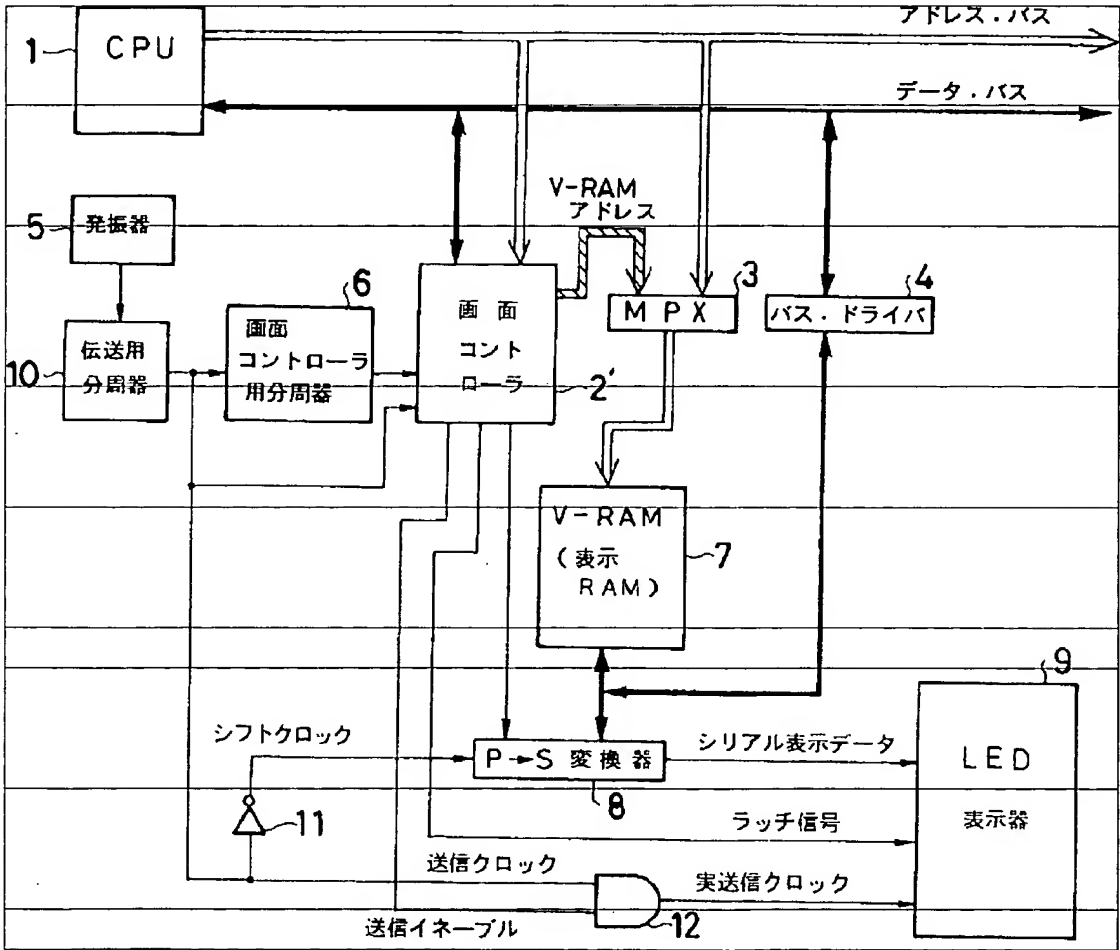 アドレス・バス
1
CPU
データ・バス
V-RAM
アドレス
5
発振器
6
3
4
画面
コント
ローラ
MPX
バス・ドライバ
10
伝送用
分周器
画面
コントローラ
用分周器
2'
V-RAM
(表示
RAM)
7
9
シフトクロック
P→S 変換器
シリアル表示データ
LED
表示器
8
11
ラッチ信号
送信クロック
実送信クロック
送信イネーブル
12